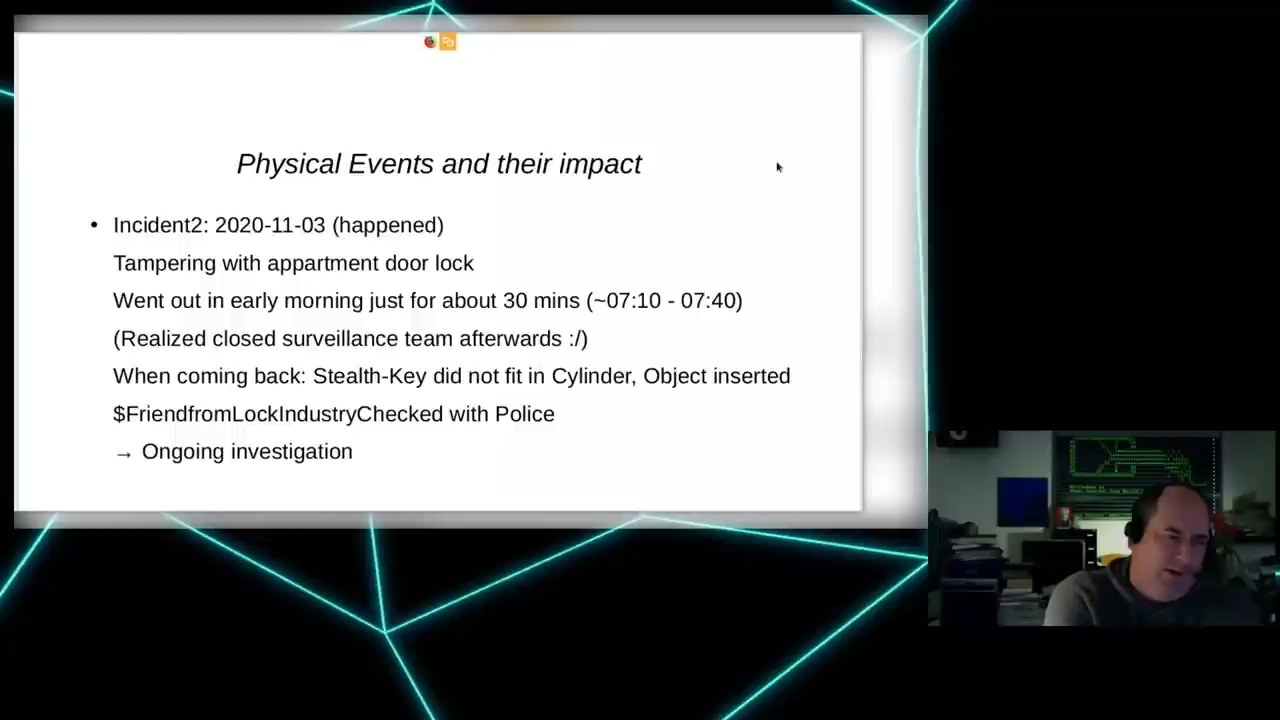 Physical Events and their impact
• Incident2: 2020-11-03 (happened)
Tampering with appartment door lock
Went out in early morning just for about 30 mins (~07:10 - 07:40)
(Realized closed surveillance team afterwards :/)
When coming back: Stealth-Key did not fit in Cylinder, Object inserted
$FriendfromLockIndustryChecked with Police
→ Ongoing investigation